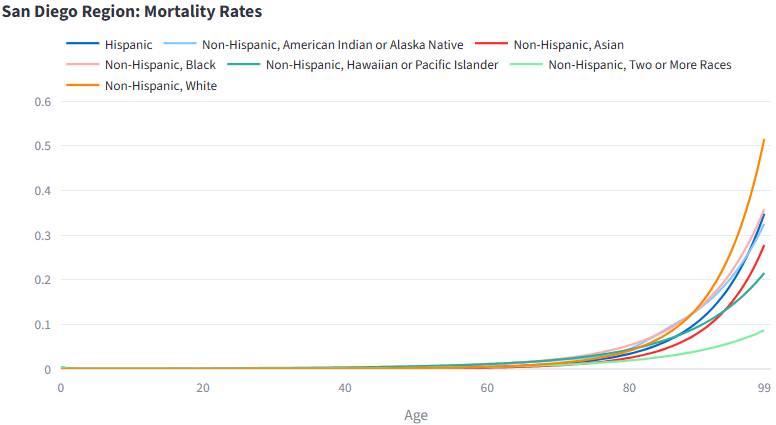 San Diego Region: Mortality Rates
Hispanic Non-Hispanic, American Indian or Alaska Native Non-Hispanic, Asian
Non-Hispanic, Black Non-Hispanic, Hawaiian or Pacific Islander Non-Hispanic, Two or More Races
Non-Hispanic, White
0.6
0.5
0.4
0.3
0.2
0.1
0
0 20 40 60 80 99
Age